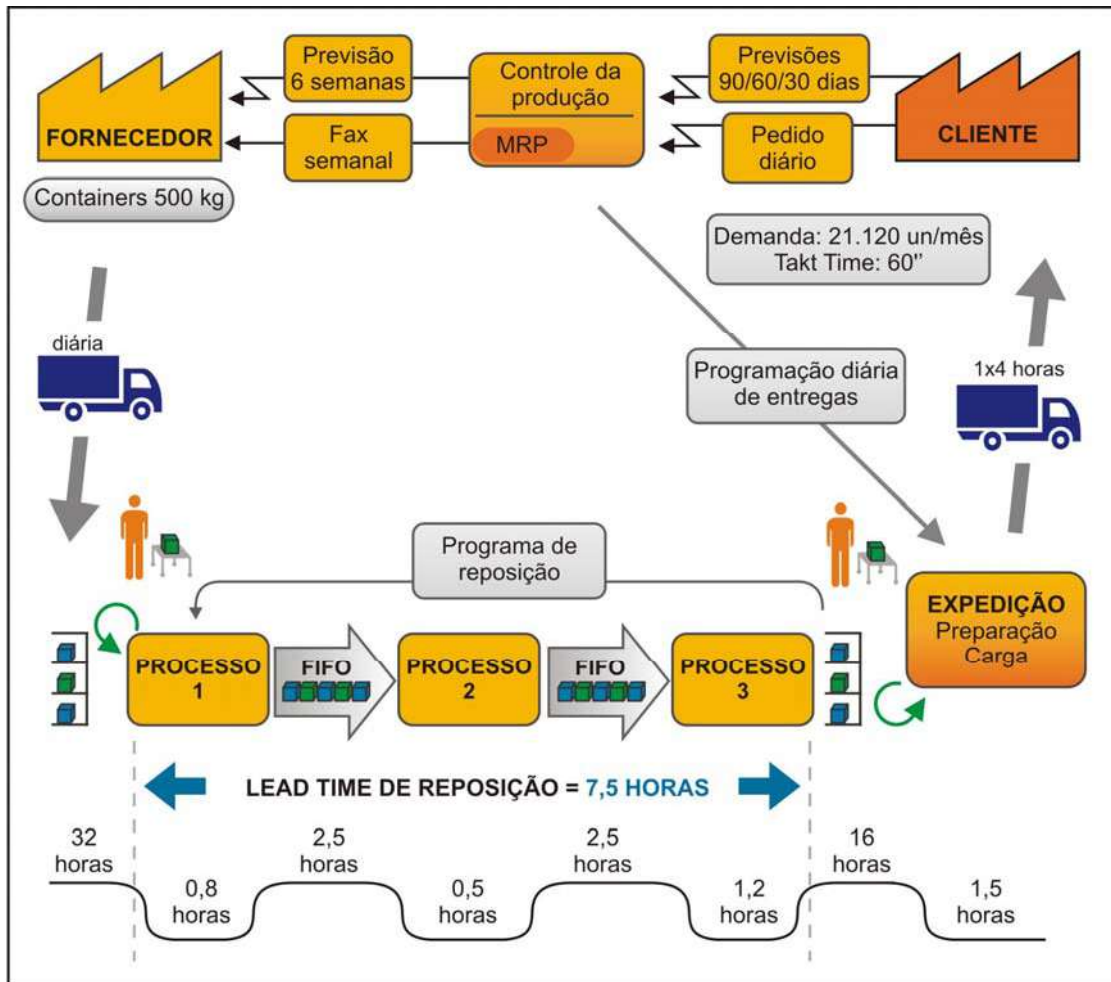 Previsão
6 semanas
Controle da
produção
MRP
Previsões
90/60/30 dias
FORNECEDOR
Fax
semanal
Pedido
diário
CLIENTE
Containers 500 kg
Demanda: 21.120 un/mês
Takt Time: 60''
diária
Programação diária
de entregas
1x4 horas
Programa de
reposição
EXPEDIÇÃO
Preparação
Carga
PROCESSO
1
FIFO
PROCESSO
2
FIFO
PROCESSO
3
LEAD TIME DE REPOSIÇÃO = 7,5 HORAS
32
horas
0,8
horas
2,5
horas
0,5
horas
2,5
horas
1,2
horas
16
horas
1,5
horas